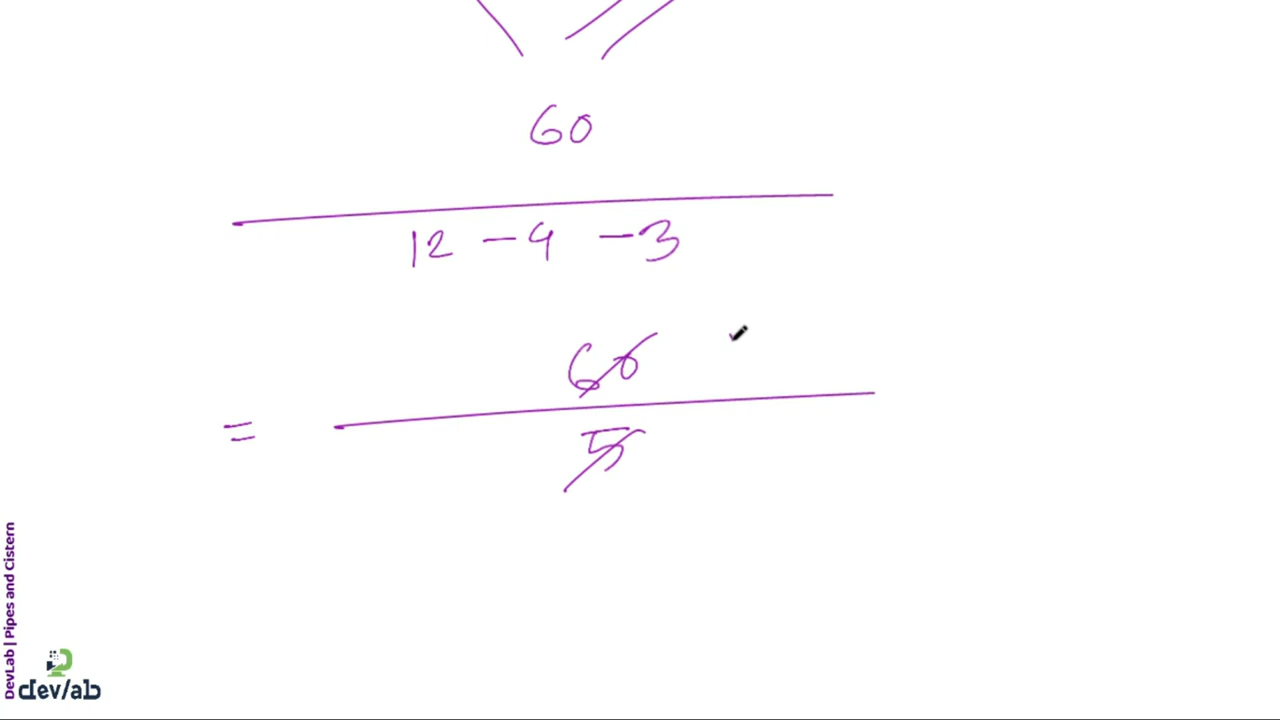 60
12 - 4 - 3
60
=
5
DevLab | Pipes and Cistern
dev/ab